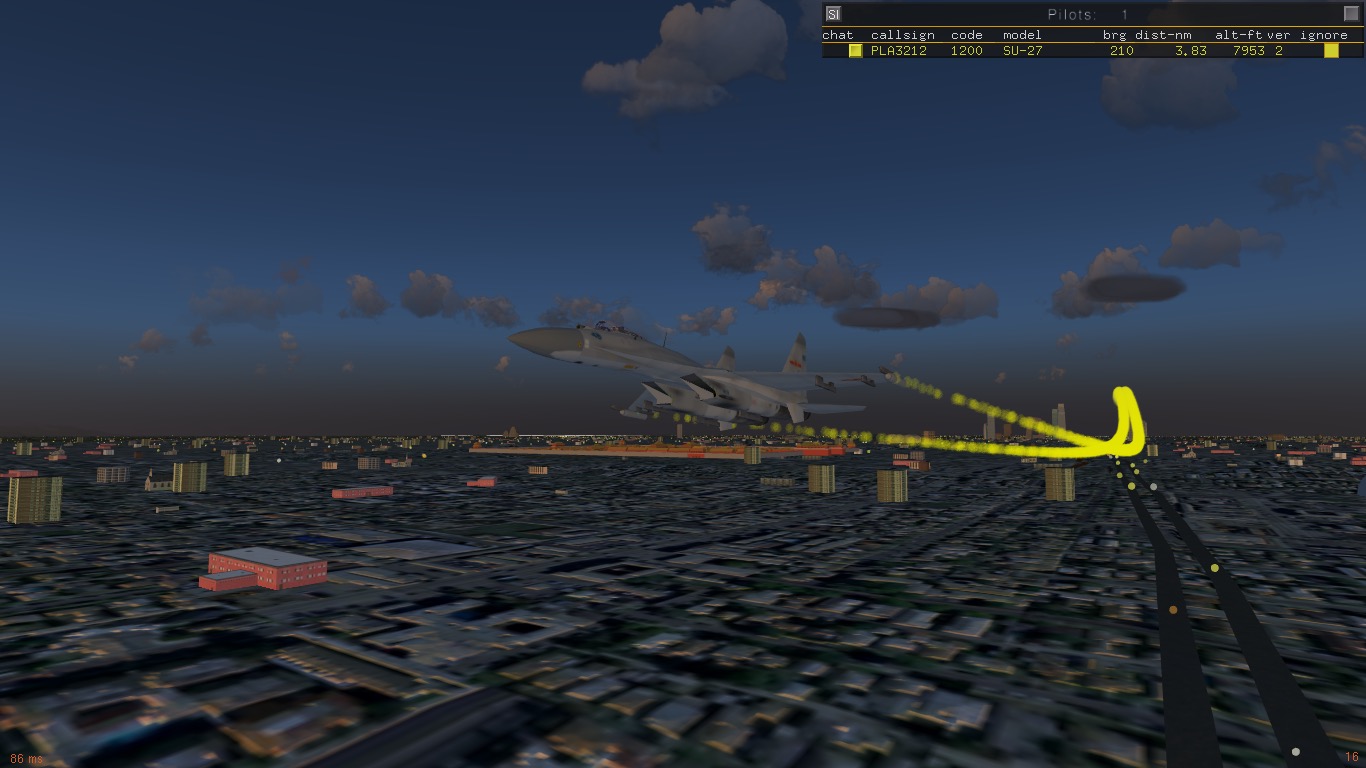 SI Pilots: 1
chat callsign code model brg dist-nm alt-ft ver ignore
PLA3212 1200 SU-27 210 3.83 7953 2
86 ms 16